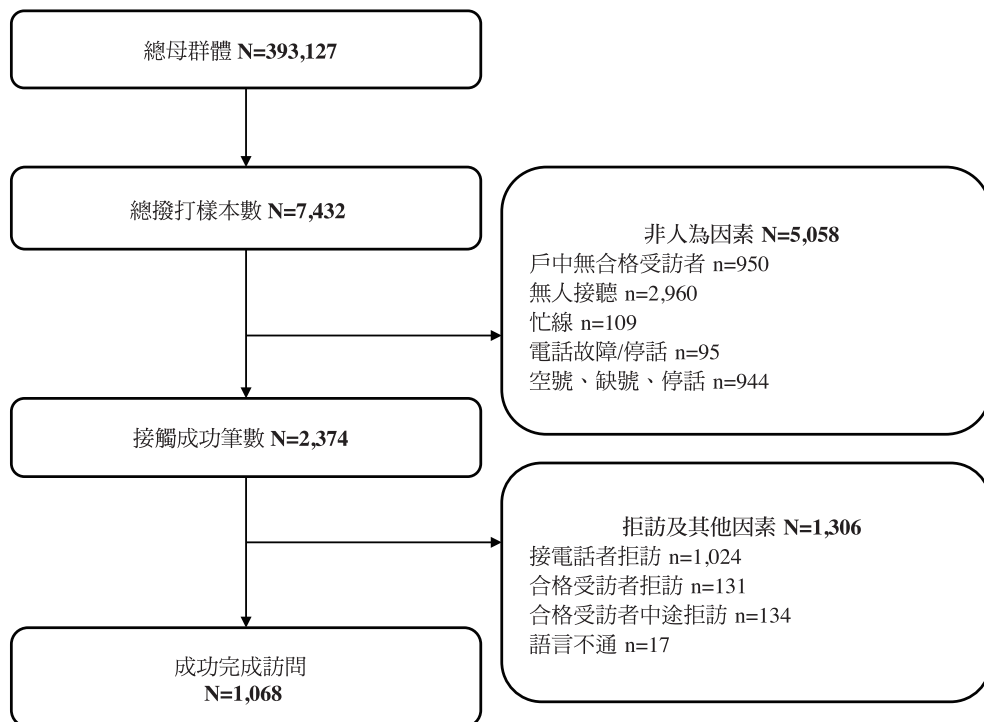 總母群體 N=393,127
總撥打樣本數 N=7,432
非人為因素 N=5,058
戶中無合格受訪者 n=950
無人接聽 n=2,960
忙線 n=109
電話故障/停話 n=95
空號、缺號、停話 n=944
接觸成功筆數 N=2,374
拒訪及其他因素 N=1,306
接電話者拒訪 n=1,024
合格受訪者拒訪 n=131
合格受訪者中途拒訪 n=134
語言不通 n=17
成功完成訪問
N=1,068